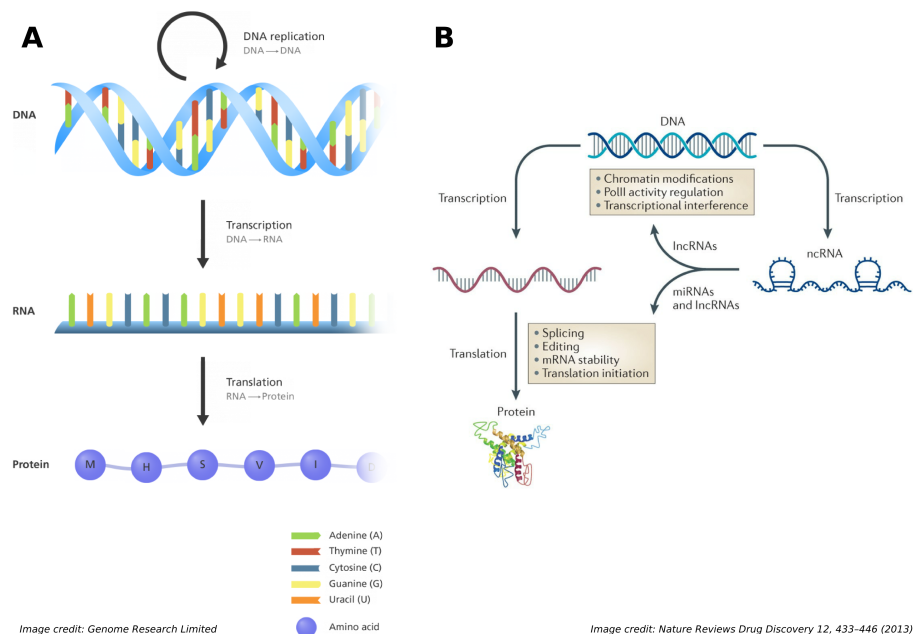 A
DNA replication
DNA → DNA
DNA
Transcription
DNA → RNA
RNA
Translation
RNA → Protein
Protein
M H S V I D
Adenine (A)
Thymine (T)
Cytosine (C)
Guanine (G)
Uracil (U)
Amino acid
Image credit: Genome Research Limited
B
DNA
• Chromatin modifications
• PolII activity regulation
• Transcriptional interference
Transcription
Transcription
lncRNAs
ncRNA
miRNAs
and lncRNAs
• Splicing
• Editing
• mRNA stability
• Translation initiation
Translation
Protein
Image credit: Nature Reviews Drug Discovery 12, 433–446 (2013)